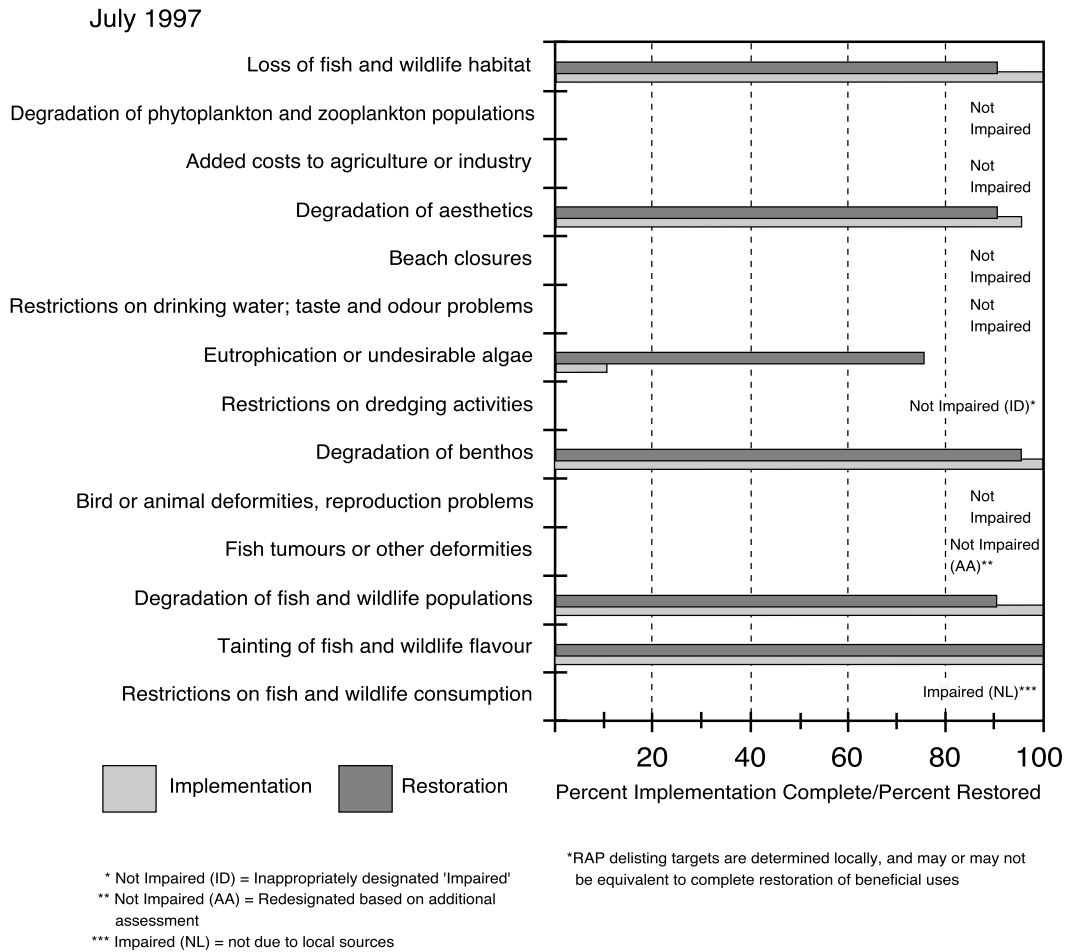 July 1997
Loss of fish and wildlife habitat
Degradation of phytoplankton and zooplankton populations
Not
Impaired
Added costs to agriculture or industry
Not
Impaired
Degradation of aesthetics
Beach closures
Not
Impaired
Restrictions on drinking water; taste and odour problems
Not
Impaired
Eutrophication or undesirable algae
Restrictions on dredging activities
Not Impaired (ID)*
Degradation of benthos
Bird or animal deformities, reproduction problems
Not
Impaired
Fish tumours or other deformities
Not Impaired
(AA)**
Degradation of fish and wildlife populations
Tainting of fish and wildlife flavour
Restrictions on fish and wildlife consumption
Impaired (NL)***
20 40 60 80 100
Percent Implementation Complete/Percent Restored
Implementation
Restoration
* Not Impaired (ID) = Inappropriately designated 'Impaired'
** Not Impaired (AA) = Redesignated based on additional
assessment
*** Impaired (NL) = not due to local sources
*RAP delisting targets are determined locally, and may or may not
be equivalent to complete restoration of beneficial uses